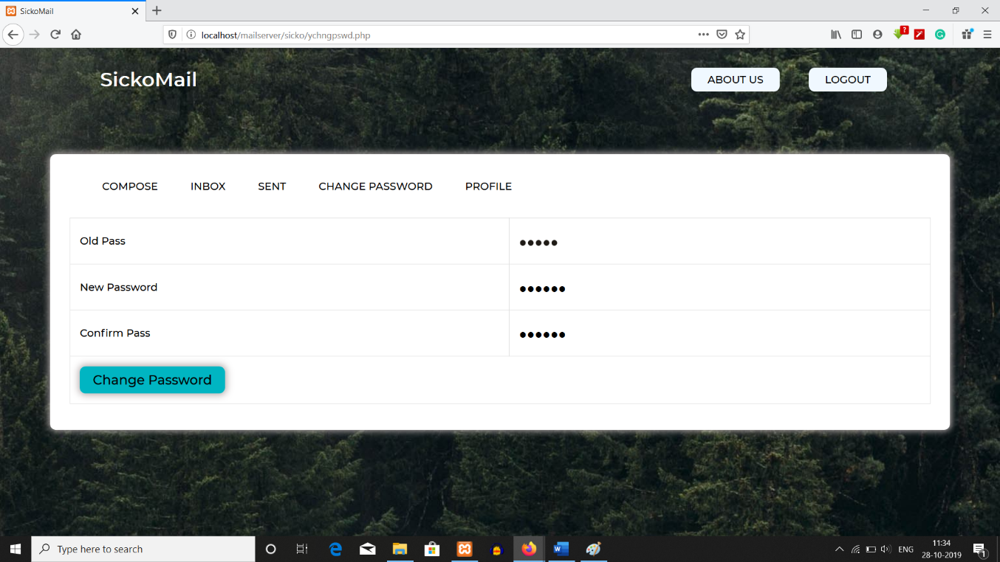 SickoMail
localhost/mailserver/sicko/ychngpswd.php
?
SickoMail
ABOUT US
LOGOUT
COMPOSE INBOX SENT CHANGE PASSWORD PROFILE
Old Pass •••••
New Password ••••••
Confirm Pass ••••••
Change Password
Type here to search
ENG
11:34
28-10-2019
1